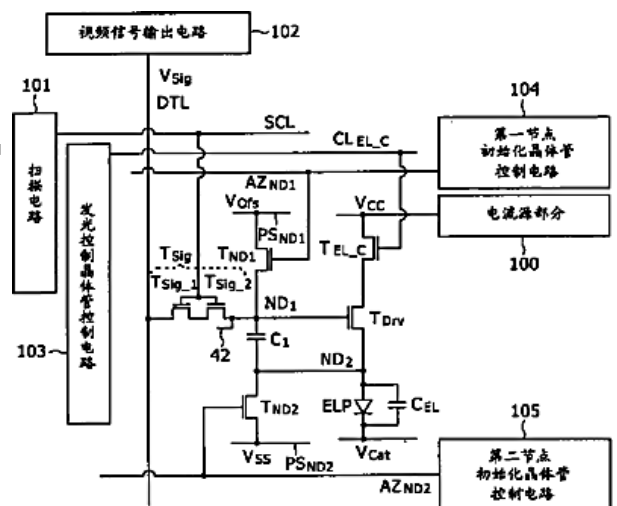 视频信号输出电路
102
V_Sig
DTL
101
扫描电路
SCL
CL_EL_C
104
第一节点
初始化晶体管
控制电路
AZ_ND1
发光控制晶体管控制电路
103
V_Ofs
PS_ND1
V_CC
电流源部分
100
T_Sig
T_ND1
T_EL_C
T_Sig_1
T_Sig_2
ND_1
T_Drv
42
C_1
ND_2
T_ND2
ELP
C_EL
V_SS
PS_ND2
V_Cat
105
第二节点
初始化晶体管
控制电路
AZ_ND2